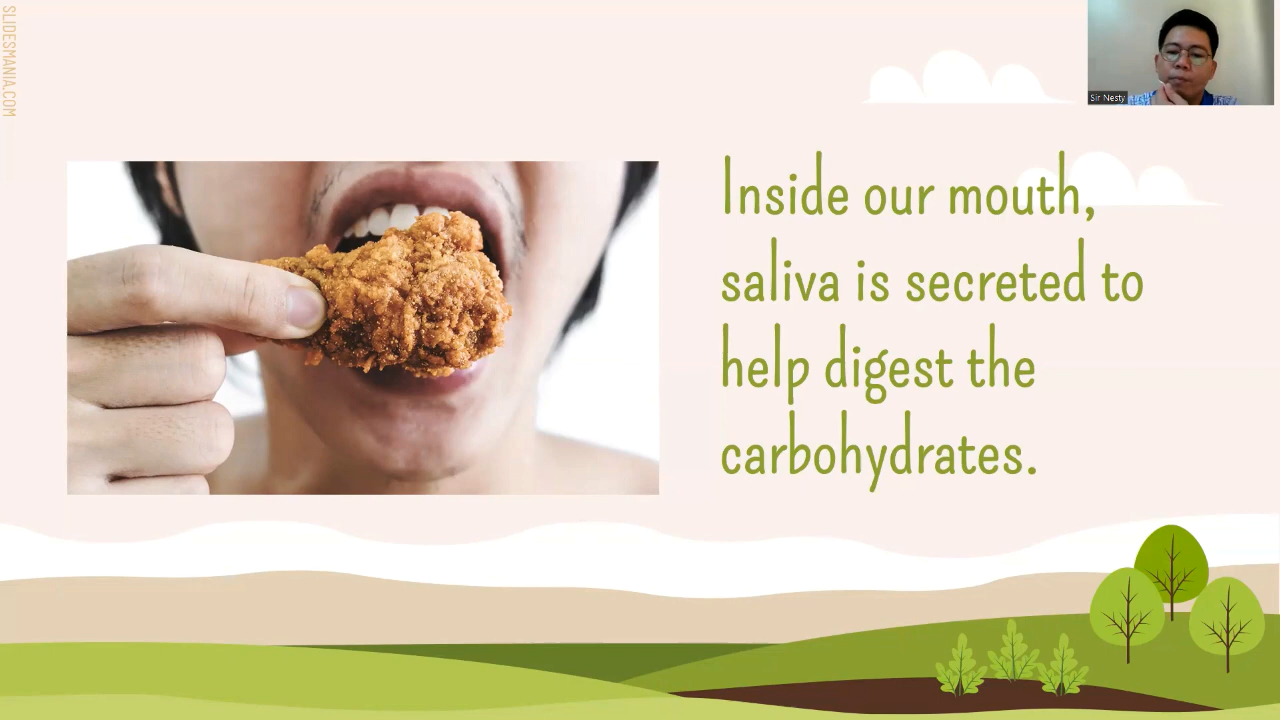 SLIDESMANIA.COM
Sir Nesty
Inside our mouth,
saliva is secreted to
help digest the
carbohydrates.